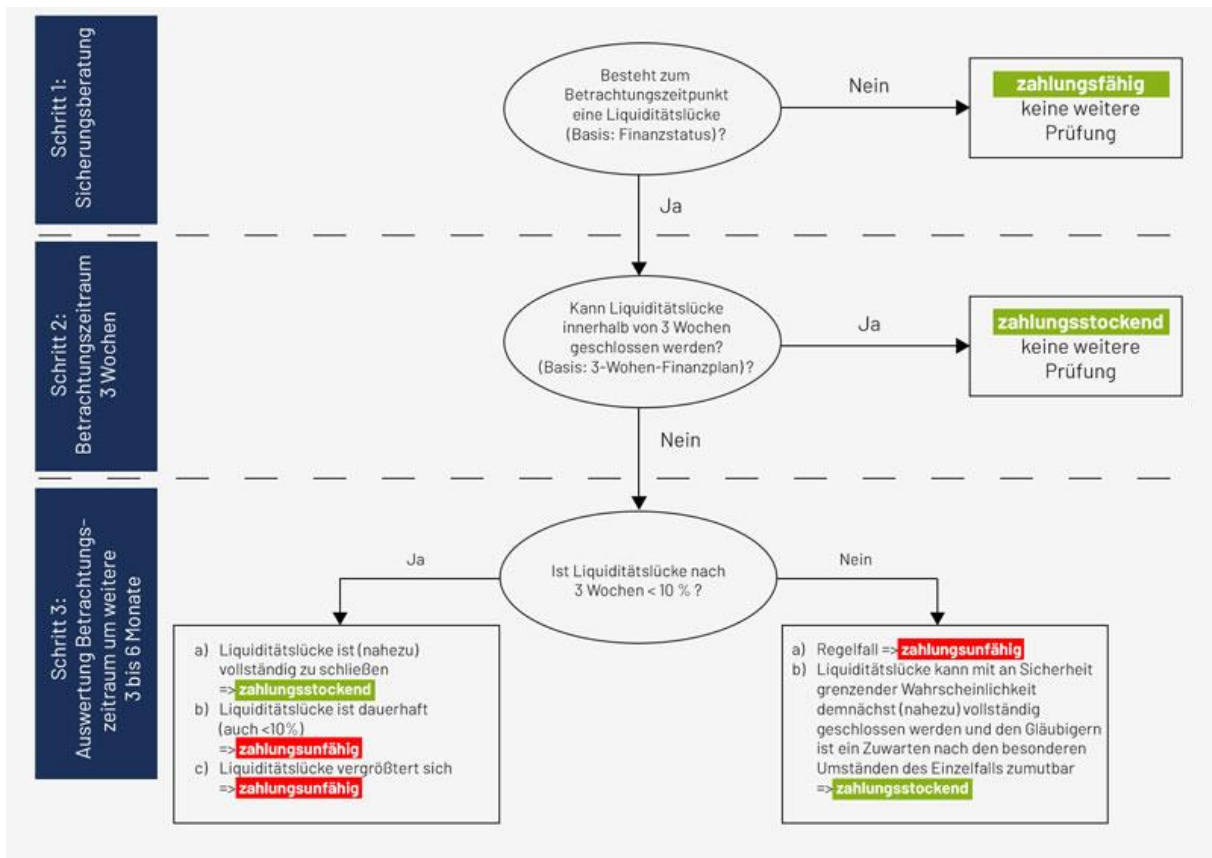 Schritt 1:
Sicherungsberatung
Besteht zum
Betrachtungszeitpunkt
eine Liquiditätslücke
(Basis: Finanzstatus)?
Nein
zahlungsfähig
keine weitere
Prüfung
Ja
Schritt 2:
Betrachtungszeitraum
3 Wochen
Kann Liquiditätslücke
innerhalb von 3 Wochen
geschlossen werden?
(Basis: 3-Wohen-Finanzplan)?
Ja
zahlungsstockend
keine weitere
Prüfung
Nein
Schritt 3:
Auswertung Betrachtungs-
zeitraum um weitere
3 bis 6 Monate
Ist Liquiditätslücke nach
3 Wochen < 10 % ?
Ja
a) Liquiditätslücke ist (nahezu)
vollständig zu schließen
=> zahlungsstockend
b) Liquiditätslücke ist dauerhaft
(auch <10%)
=> zahlungsunfähig
c) Liquiditätslücke vergrößtert sich
=> zahlungsunfähig
Nein
a) Regelfall => zahlungsunfähig
b) Liquiditätslücke kann mit an Sicherheit
grenzender Wahrscheinlichkeit
demnächst (nahezu) vollständig
geschlossen werden und den Gläubigern
ist ein Zuwarten nach den besonderen
Umständen des Einzelfalls zumutbar
=> zahlungsstockend